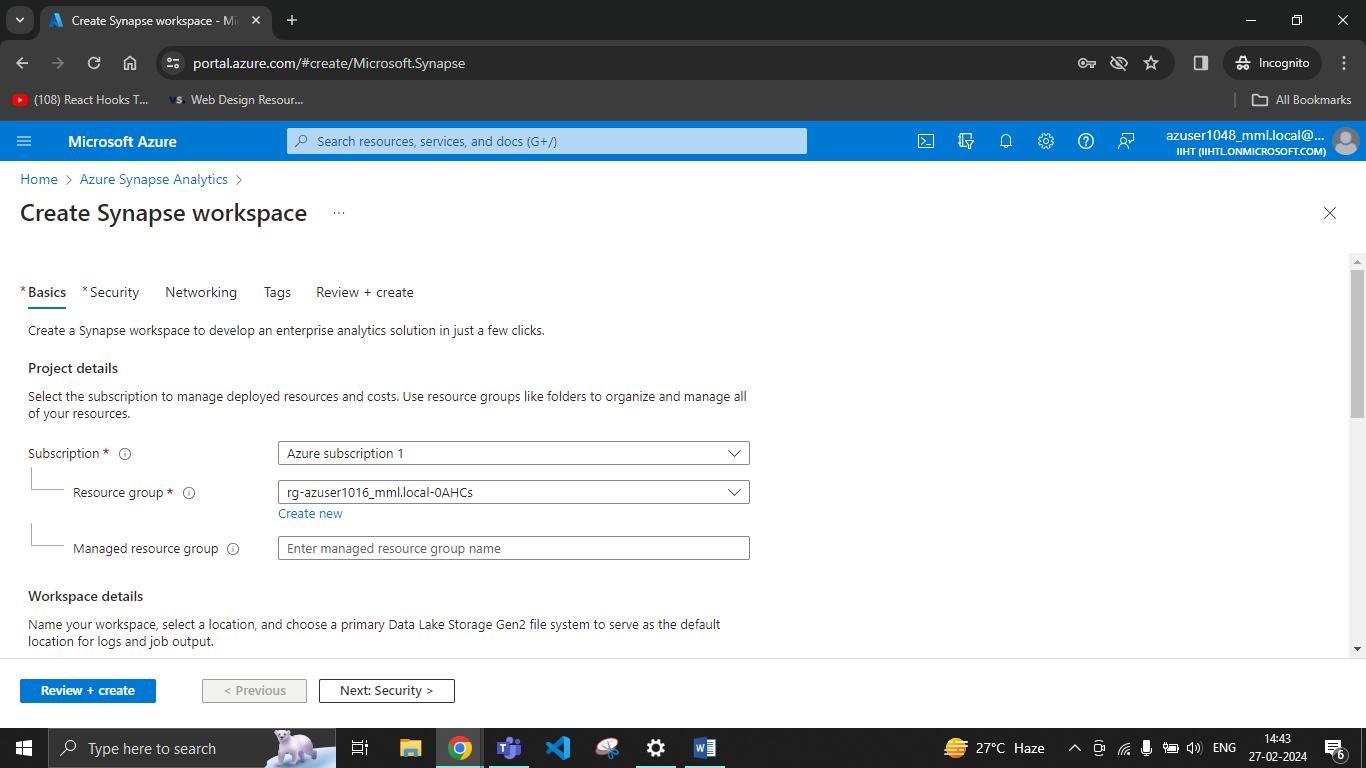 Create Synapse workspace - Mi
portal.azure.com/#create/Microsoft.Synapse
Incognito
(108) React Hooks T...
VS.
Web Design Resour...
All Bookmarks
Microsoft Azure
Search resources, services, and docs (G+/)
azuser1048_mml.local@...
IIHT (IIHTL.ONMICROSOFT.COM)
Home > Azure Synapse Analytics >
Create Synapse workspace ...
* Basics * Security Networking Tags Review + create
Create a Synapse workspace to develop an enterprise analytics solution in just a few clicks.
Project details
Select the subscription to manage deployed resources and costs. Use resource groups like folders to organize and manage all
of your resources.
Subscription *
Azure subscription 1
Resource group *
rg-azuser1016_mml.local-0AHCs
Create new
Managed resource group
Enter managed resource group name
Workspace details
Name your workspace, select a location, and choose a primary Data Lake Storage Gen2 file system to serve as the default
location for logs and job output.
Review + create
< Previous
Next: Security >
Type here to search
27°C Haze
ENG
14:43
27-02-2024
6